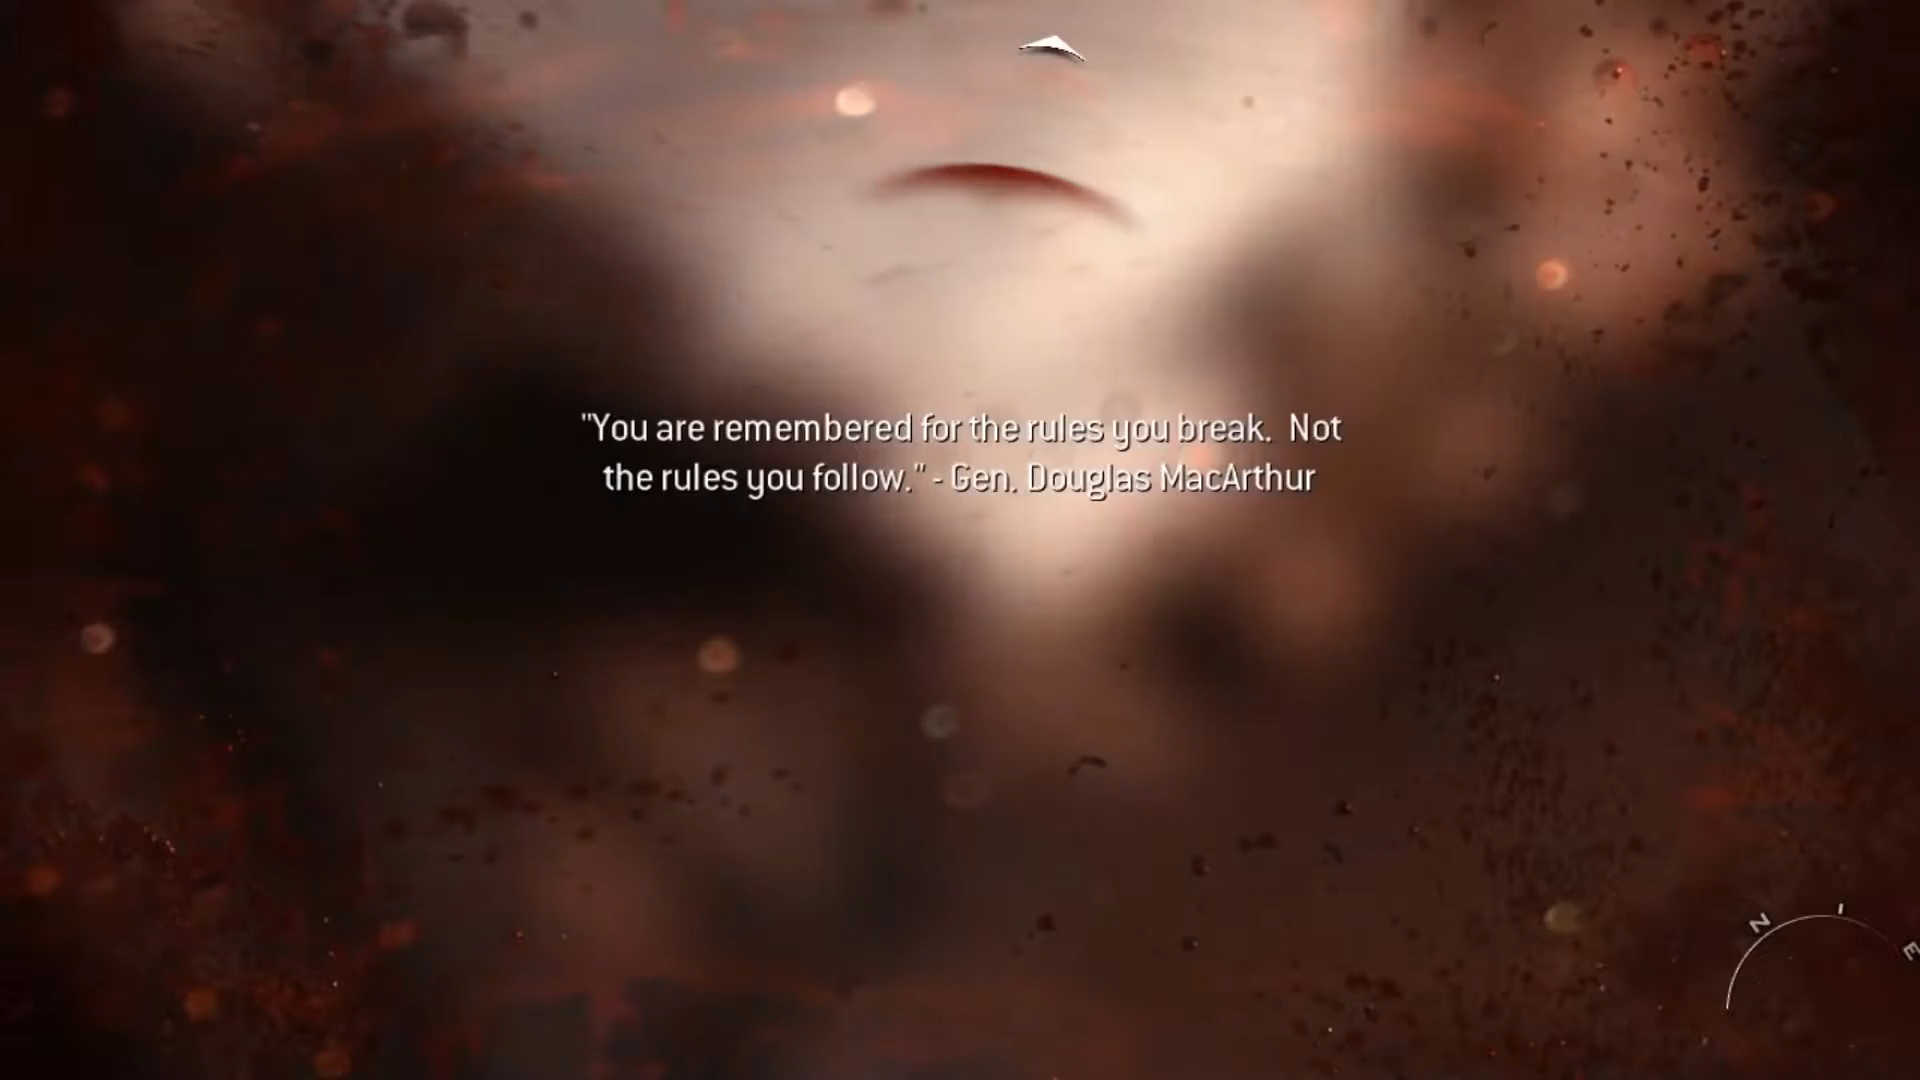 "You are remembered for the rules you break.  Not
the rules you follow." - Gen. Douglas MacArthur
N
E